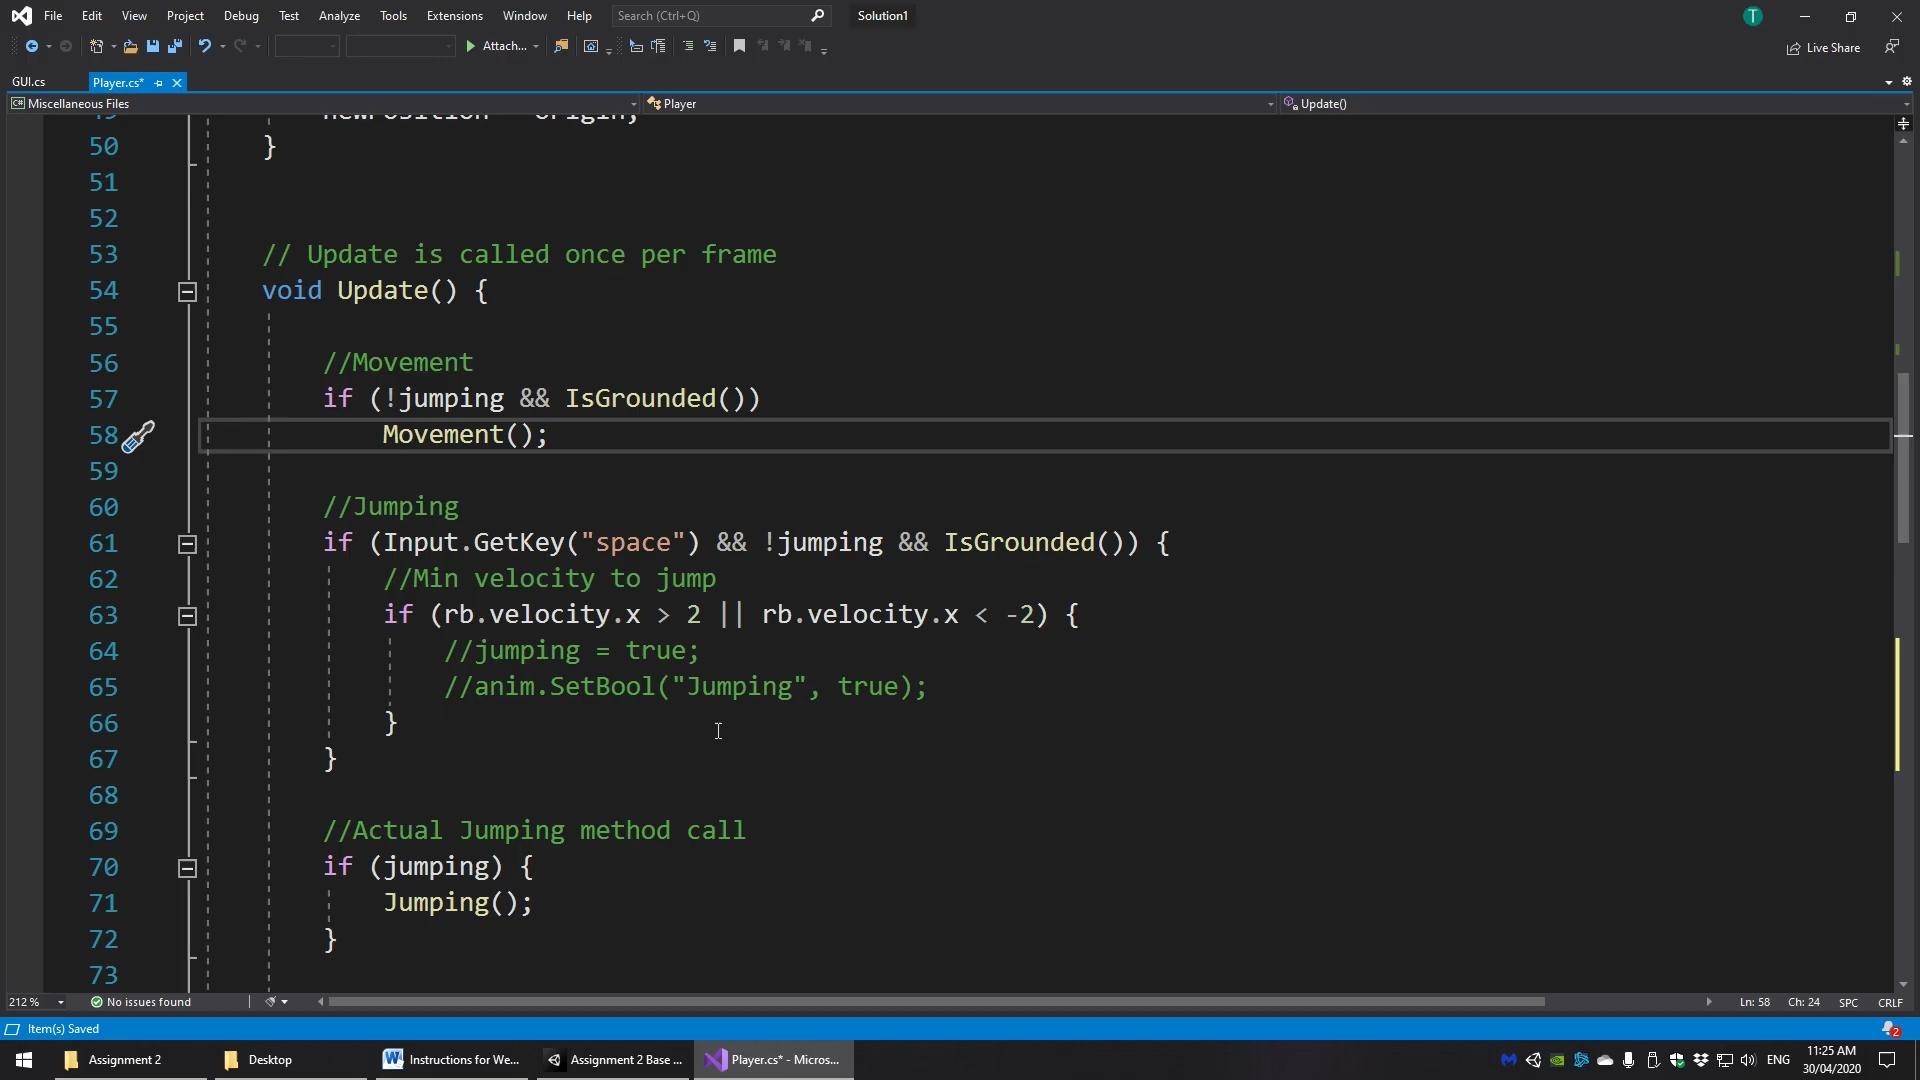 File Edit View Project Debug Test Analyze Tools Extensions Window Help Search (Ctrl+Q) Solution1 T
Attach... Live Share
GUI.cs Player.cs*
C# Miscellaneous Files Player Update()
49 newPosition = origin;
50 }
51
52
53 // Update is called once per frame
54 void Update() {
55
56 //Movement
57 if (!jumping && IsGrounded())
58 Movement();
59
60 //Jumping
61 if (Input.GetKey("space") && !jumping && IsGrounded()) {
62 //Min velocity to jump
63 if (rb.velocity.x > 2 || rb.velocity.x < -2) {
64 //jumping = true;
65 //anim.SetBool("Jumping", true);
66 }
67 }
68
69 //Actual Jumping method call
70 if (jumping) {
71 Jumping();
72 }
73
212 % No issues found Ln: 58 Ch: 24 SPC CRLF
Item(s) Saved 2
Assignment 2 Desktop Instructions for We... Assignment 2 Base ... Player.cs* - Micros... ENG 11:25 AM
30/04/2020